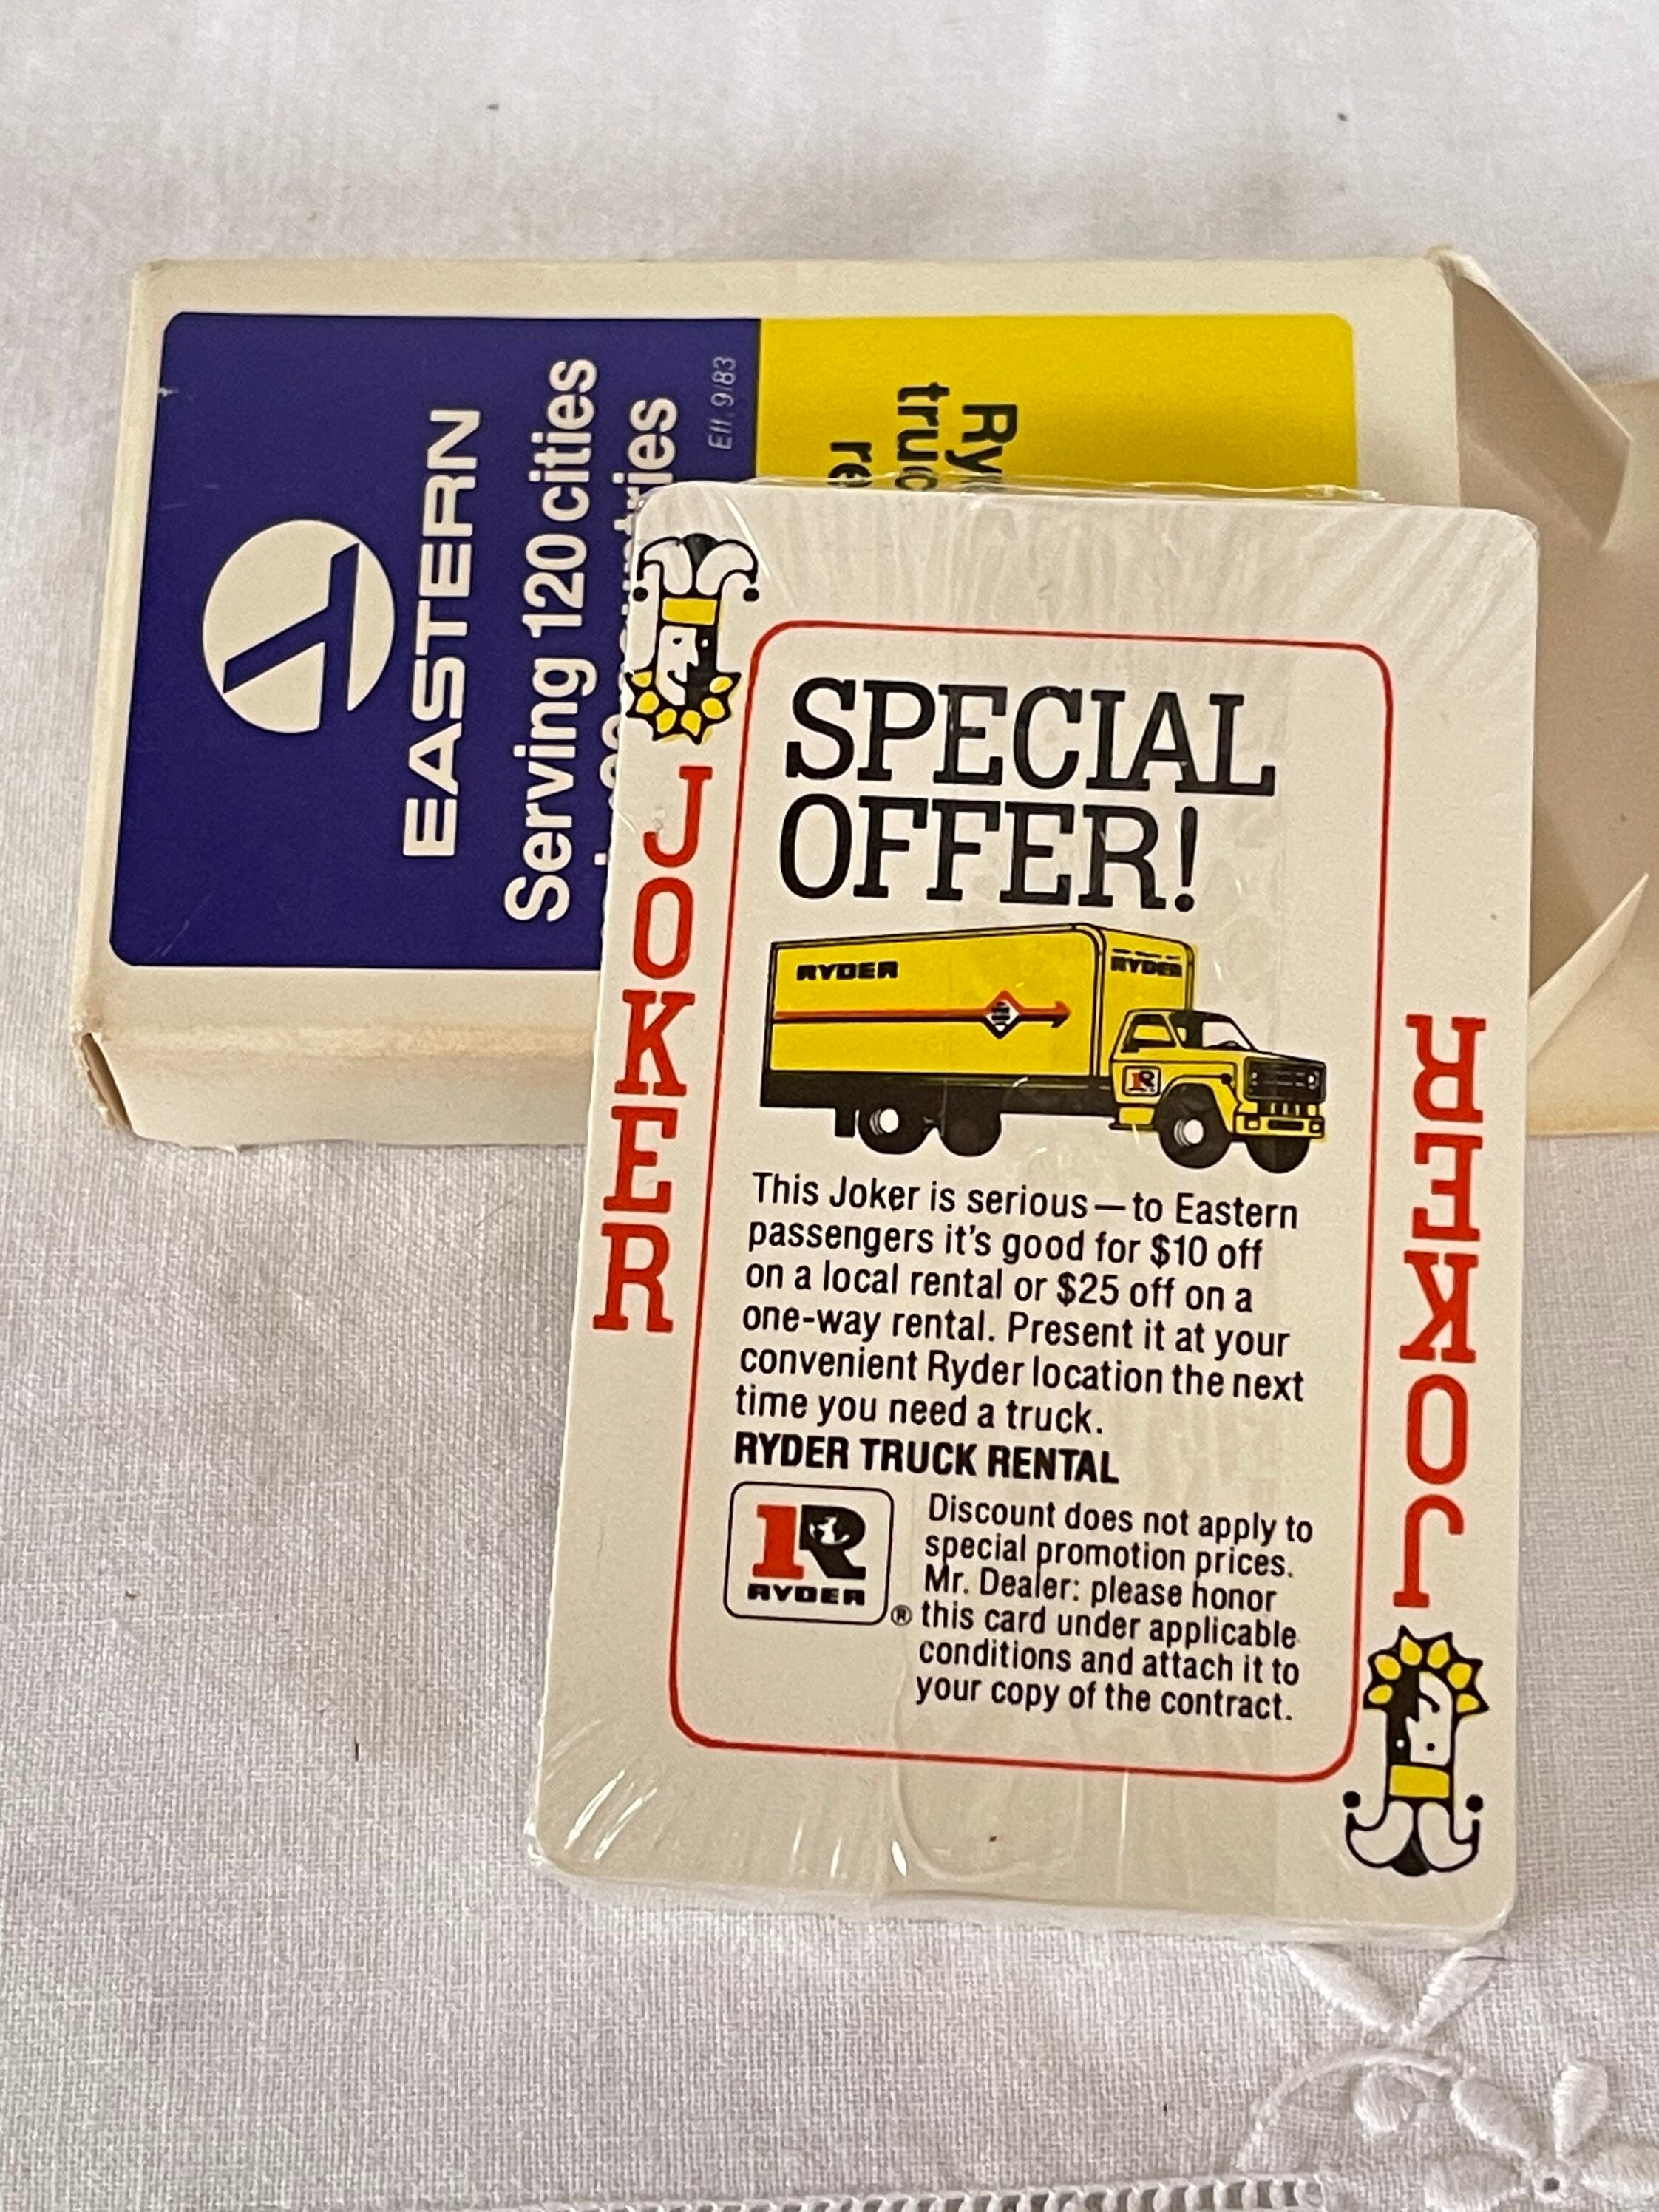 EASTERN
Serving 120 cities
Eff. 9/83
JOKER
SPECIAL
OFFER!
RYDER
RYDER
R
This Joker is serious—to Eastern
passengers it's good for $10 off
on a local rental or $25 off on a
one-way rental. Present it at your
convenient Ryder location the next
time you need a truck.
RYDER TRUCK RENTAL
R
RYDER
®
Discount does not apply to
special promotion prices.
Mr. Dealer: please honor
this card under applicable
conditions and attach it to
your copy of the contract.
JOKER